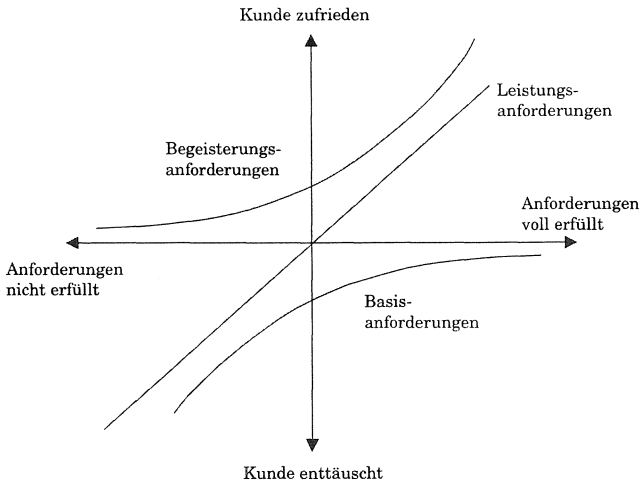 Kunde zufrieden
Leistungs-
anforderungen
Begeisterungs-
anforderungen
Anforderungen
voll erfüllt
Anforderungen
nicht erfüllt
Basis-
anforderungen
Kunde enttäuscht